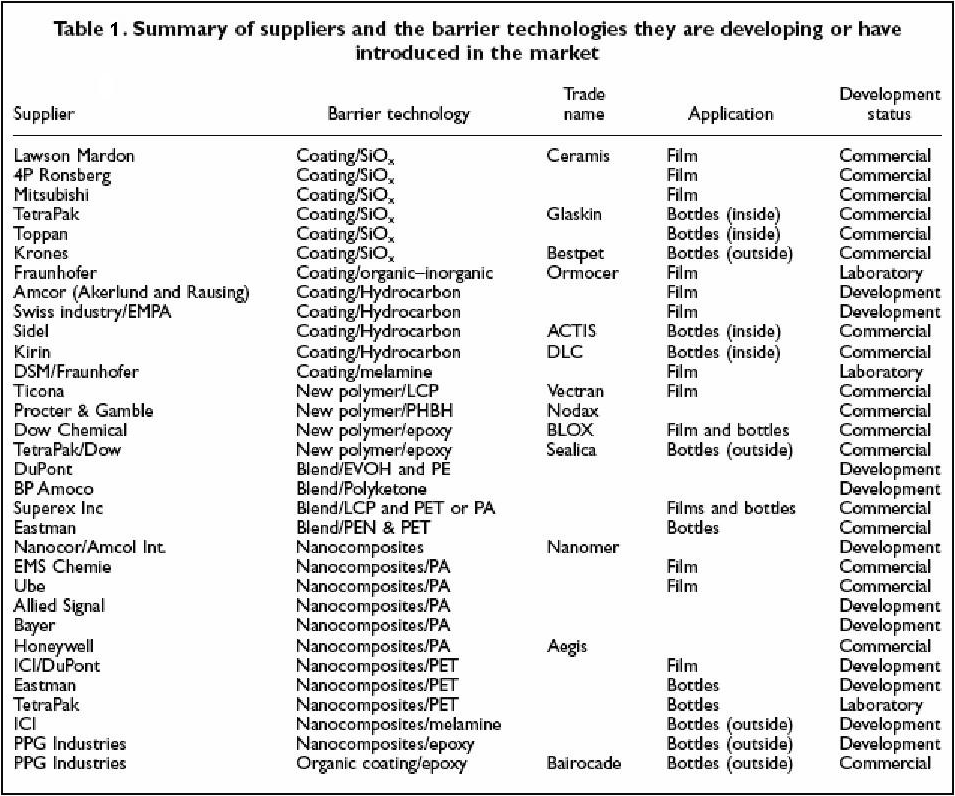 Table 1. Summary of suppliers and the barrier technologies they are developing or have
introduced in the market
Supplier Barrier technology Trade name Application Development status
Lawson Mardon Coating/SiOx Ceramis Film Commercial
4P Ronsberg Coating/SiOx Film Commercial
Mitsubishi Coating/SiOx Film Commercial
TetraPak Coating/SiOx Glaskin Bottles (inside) Commercial
Toppan Coating/SiOx Bottles (inside) Commercial
Krones Coating/SiOx Bestpet Bottles (outside) Commercial
Fraunhofer Coating/organic–inorganic Ormocer Film Laboratory
Amcor (Akerlund and Rausing) Coating/Hydrocarbon Film Development
Swiss industry/EMPA Coating/Hydrocarbon Film Development
Sidel Coating/Hydrocarbon ACTIS Bottles (inside) Commercial
Kirin Coating/Hydrocarbon DLC Bottles (inside) Commercial
DSM/Fraunhofer Coating/melamine Film Laboratory
Ticona New polymer/LCP Vectran Film Commercial
Procter & Gamble New polymer/PHBH Nodax Commercial
Dow Chemical New polymer/epoxy BLOX Film and bottles Commercial
TetraPak/Dow New polymer/epoxy Sealica Bottles (outside) Commercial
DuPont Blend/EVOH and PE Development
BP Amoco Blend/Polyketone Development
Superex Inc Blend/LCP and PET or PA Films and bottles Commercial
Eastman Blend/PEN & PET Bottles Commercial
Nanocor/Amcol Int. Nanocomposites Nanomer Development
EMS Chemie Nanocomposites/PA Film Commercial
Ube Nanocomposites/PA Film Commercial
Allied Signal Nanocomposites/PA Development
Bayer Nanocomposites/PA Development
Honeywell Nanocomposites/PA Aegis Commercial
ICI/DuPont Nanocomposites/PET Film Development
Eastman Nanocomposites/PET Bottles Development
TetraPak Nanocomposites/PET Bottles Laboratory
ICI Nanocomposites/melamine Bottles (outside) Development
PPG Industries Nanocomposites/epoxy Bottles (outside) Development
PPG Industries Organic coating/epoxy Bairocade Bottles (outside) Commercial